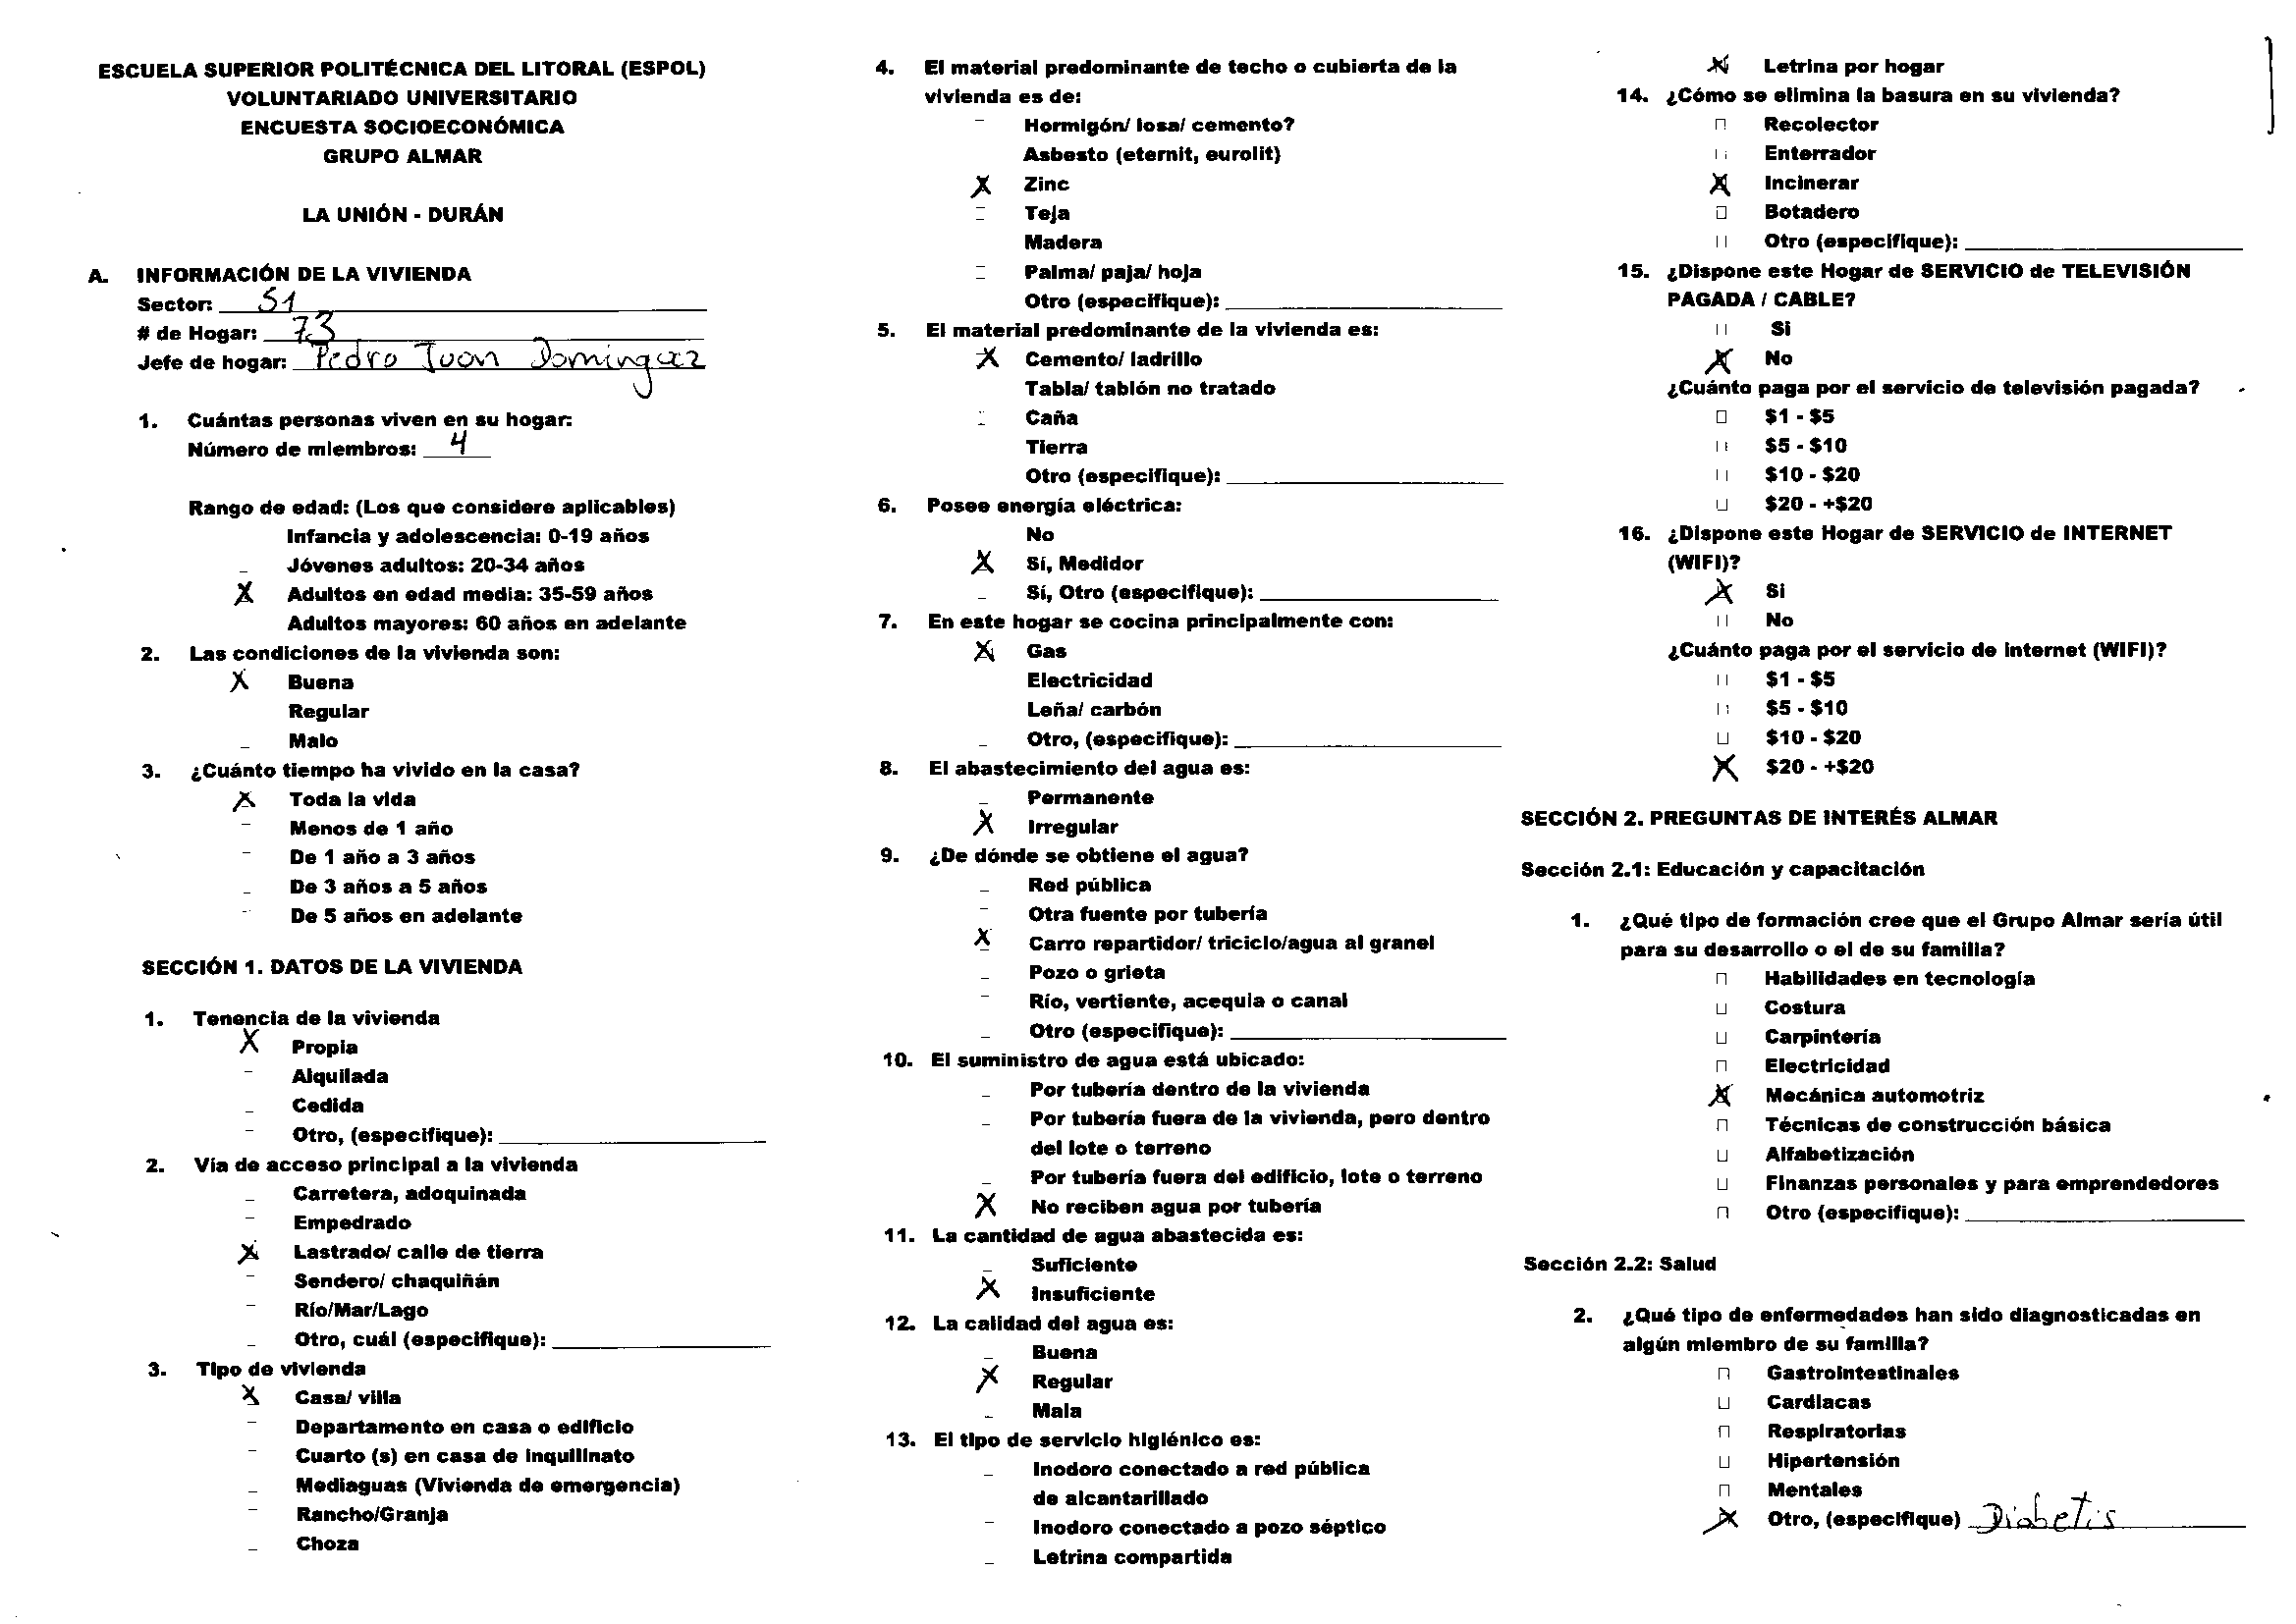 ESCUELA SUPERIOR POLITÉCNICA DEL LITORAL (ESPOL)
VOLUNTARIADO UNIVERSITARIO
ENCUESTA SOCIOECONÓMICA
GRUPO ALMAR
LA UNIÓN - DURÁN
A. INFORMACIÓN DE LA VIVIENDA
Sector: S1
# de Hogar: 73
Jefe de hogar: Pedro Juan Dominguez
1. Cuántas personas viven en su hogar:
Número de miembros: 4
Rango de edad: (Los que considere aplicables)
Infancia y adolescencia: 0-19 años
Jóvenes adultos: 20-34 años
X Adultos en edad media: 35-59 años
Adultos mayores: 60 años en adelante
2. Las condiciones de la vivienda son:
X Buena
Regular
Malo
3. ¿Cuánto tiempo ha vivido en la casa?
X Toda la vida
Menos de 1 año
De 1 año a 3 años
De 3 años a 5 años
De 5 años en adelante
SECCIÓN 1. DATOS DE LA VIVIENDA
1. Tenencia de la vivienda
X Propia
Alquilada
Cedida
Otro, (especifique):
2. Vía de acceso principal a la vivienda
Carretera, adoquinada
Empedrado
X Lastrado/ calle de tierra
Sendero/ chaquiñán
Río/Mar/Lago
Otro, cuál (especifique):
3. Tipo de vivienda
X Casa/ villa
Departamento en casa o edificio
Cuarto (s) en casa de inquilinato
Mediaguas (Vivienda de emergencia)
Rancho/Granja
Choza
4. El material predominante de techo o cubierta de la
vivienda es de:
Hormigón/ losa/ cemento?
Asbesto (eternit, eurolit)
X Zinc
Teja
Madera
Palma/ paja/ hoja
Otro (especifique):
5. El material predominante de la vivienda es:
X Cemento/ ladrillo
Tabla/ tablón no tratado
Caña
Tierra
Otro (especifique):
6. Posee energía eléctrica:
No
X Sí, Medidor
Sí, Otro (especifique):
7. En este hogar se cocina principalmente con:
X Gas
Electricidad
Leña/ carbón
Otro, (especifique):
8. El abastecimiento del agua es:
Permanente
X Irregular
9. ¿De dónde se obtiene el agua?
Red pública
Otra fuente por tubería
X Carro repartidor/ triciclo/agua al granel
Pozo o grieta
Río, vertiente, acequia o canal
Otro (especifique):
10. El suministro de agua está ubicado:
Por tubería dentro de la vivienda
Por tubería fuera de la vivienda, pero dentro
del lote o terreno
Por tubería fuera del edificio, lote o terreno
X No reciben agua por tubería
11. La cantidad de agua abastecida es:
Suficiente
X Insuficiente
12. La calidad del agua es:
Buena
X Regular
Mala
13. El tipo de servicio higiénico es:
Inodoro conectado a red pública
de alcantarillado
Inodoro conectado a pozo séptico
Letrina compartida
X Letrina por hogar
14. ¿Cómo se elimina la basura en su vivienda?
Recolector
Enterrador
X Incinerar
Botadero
Otro (especifique):
15. ¿Dispone este Hogar de SERVICIO de TELEVISIÓN
PAGADA / CABLE?
Si
X No
¿Cuánto paga por el servicio de televisión pagada?
$1 - $5
$5 - $10
$10 - $20
$20 - +$20
16. ¿Dispone este Hogar de SERVICIO de INTERNET
(WIFI)?
X Si
No
¿Cuánto paga por el servicio de internet (WIFI)?
$1 - $5
$5 - $10
$10 - $20
X $20 - +$20
SECCIÓN 2. PREGUNTAS DE INTERÉS ALMAR
Sección 2.1: Educación y capacitación
1. ¿Qué tipo de formación cree que el Grupo Almar sería útil
para su desarrollo o el de su familia?
Habilidades en tecnología
Costura
Carpintería
Electricidad
X Mecánica automotriz
Técnicas de construcción básica
Alfabetización
Finanzas personales y para emprendedores
Otro (especifique):
Sección 2.2: Salud
2. ¿Qué tipo de enfermedades han sido diagnosticadas en
algún miembro de su familia?
Gastrointestinales
Cardiacas
Respiratorias
Hipertensión
Mentales
X Otro, (especifique) Diabetis